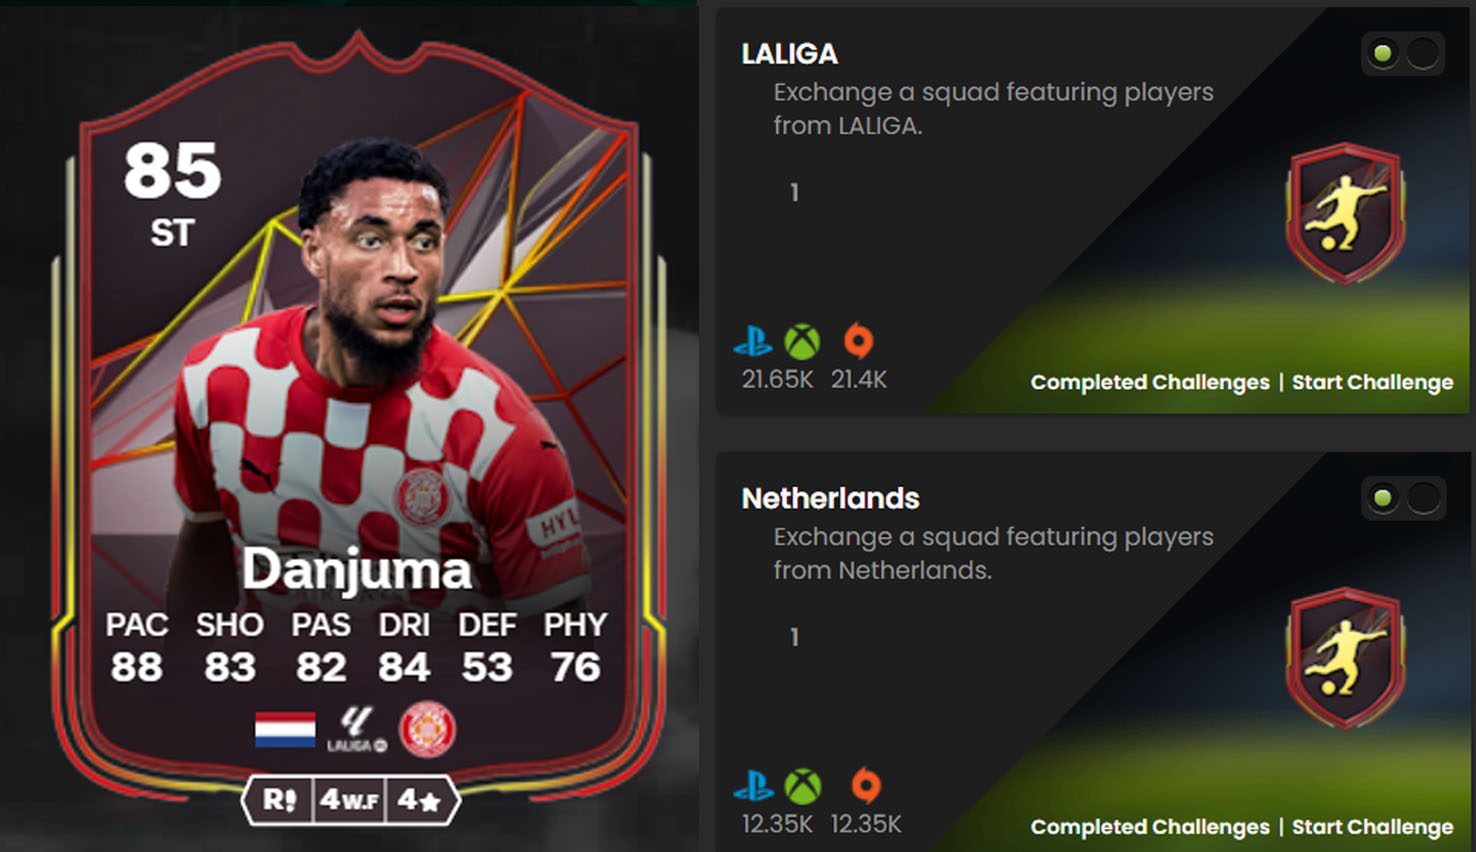 85
ST
HYL
Danjuma
PAC SHO PAS DRI DEF PHY
88 83 82 84 53 76
LALIGA
R 4 W.F 4★
LALIGA
Exchange a squad featuring players
from LALIGA.
1
21.65K 21.4K
Completed Challenges | Start Challenge
Netherlands
Exchange a squad featuring players
from Netherlands.
1
12.35K 12.35K
Completed Challenges | Start Challenge